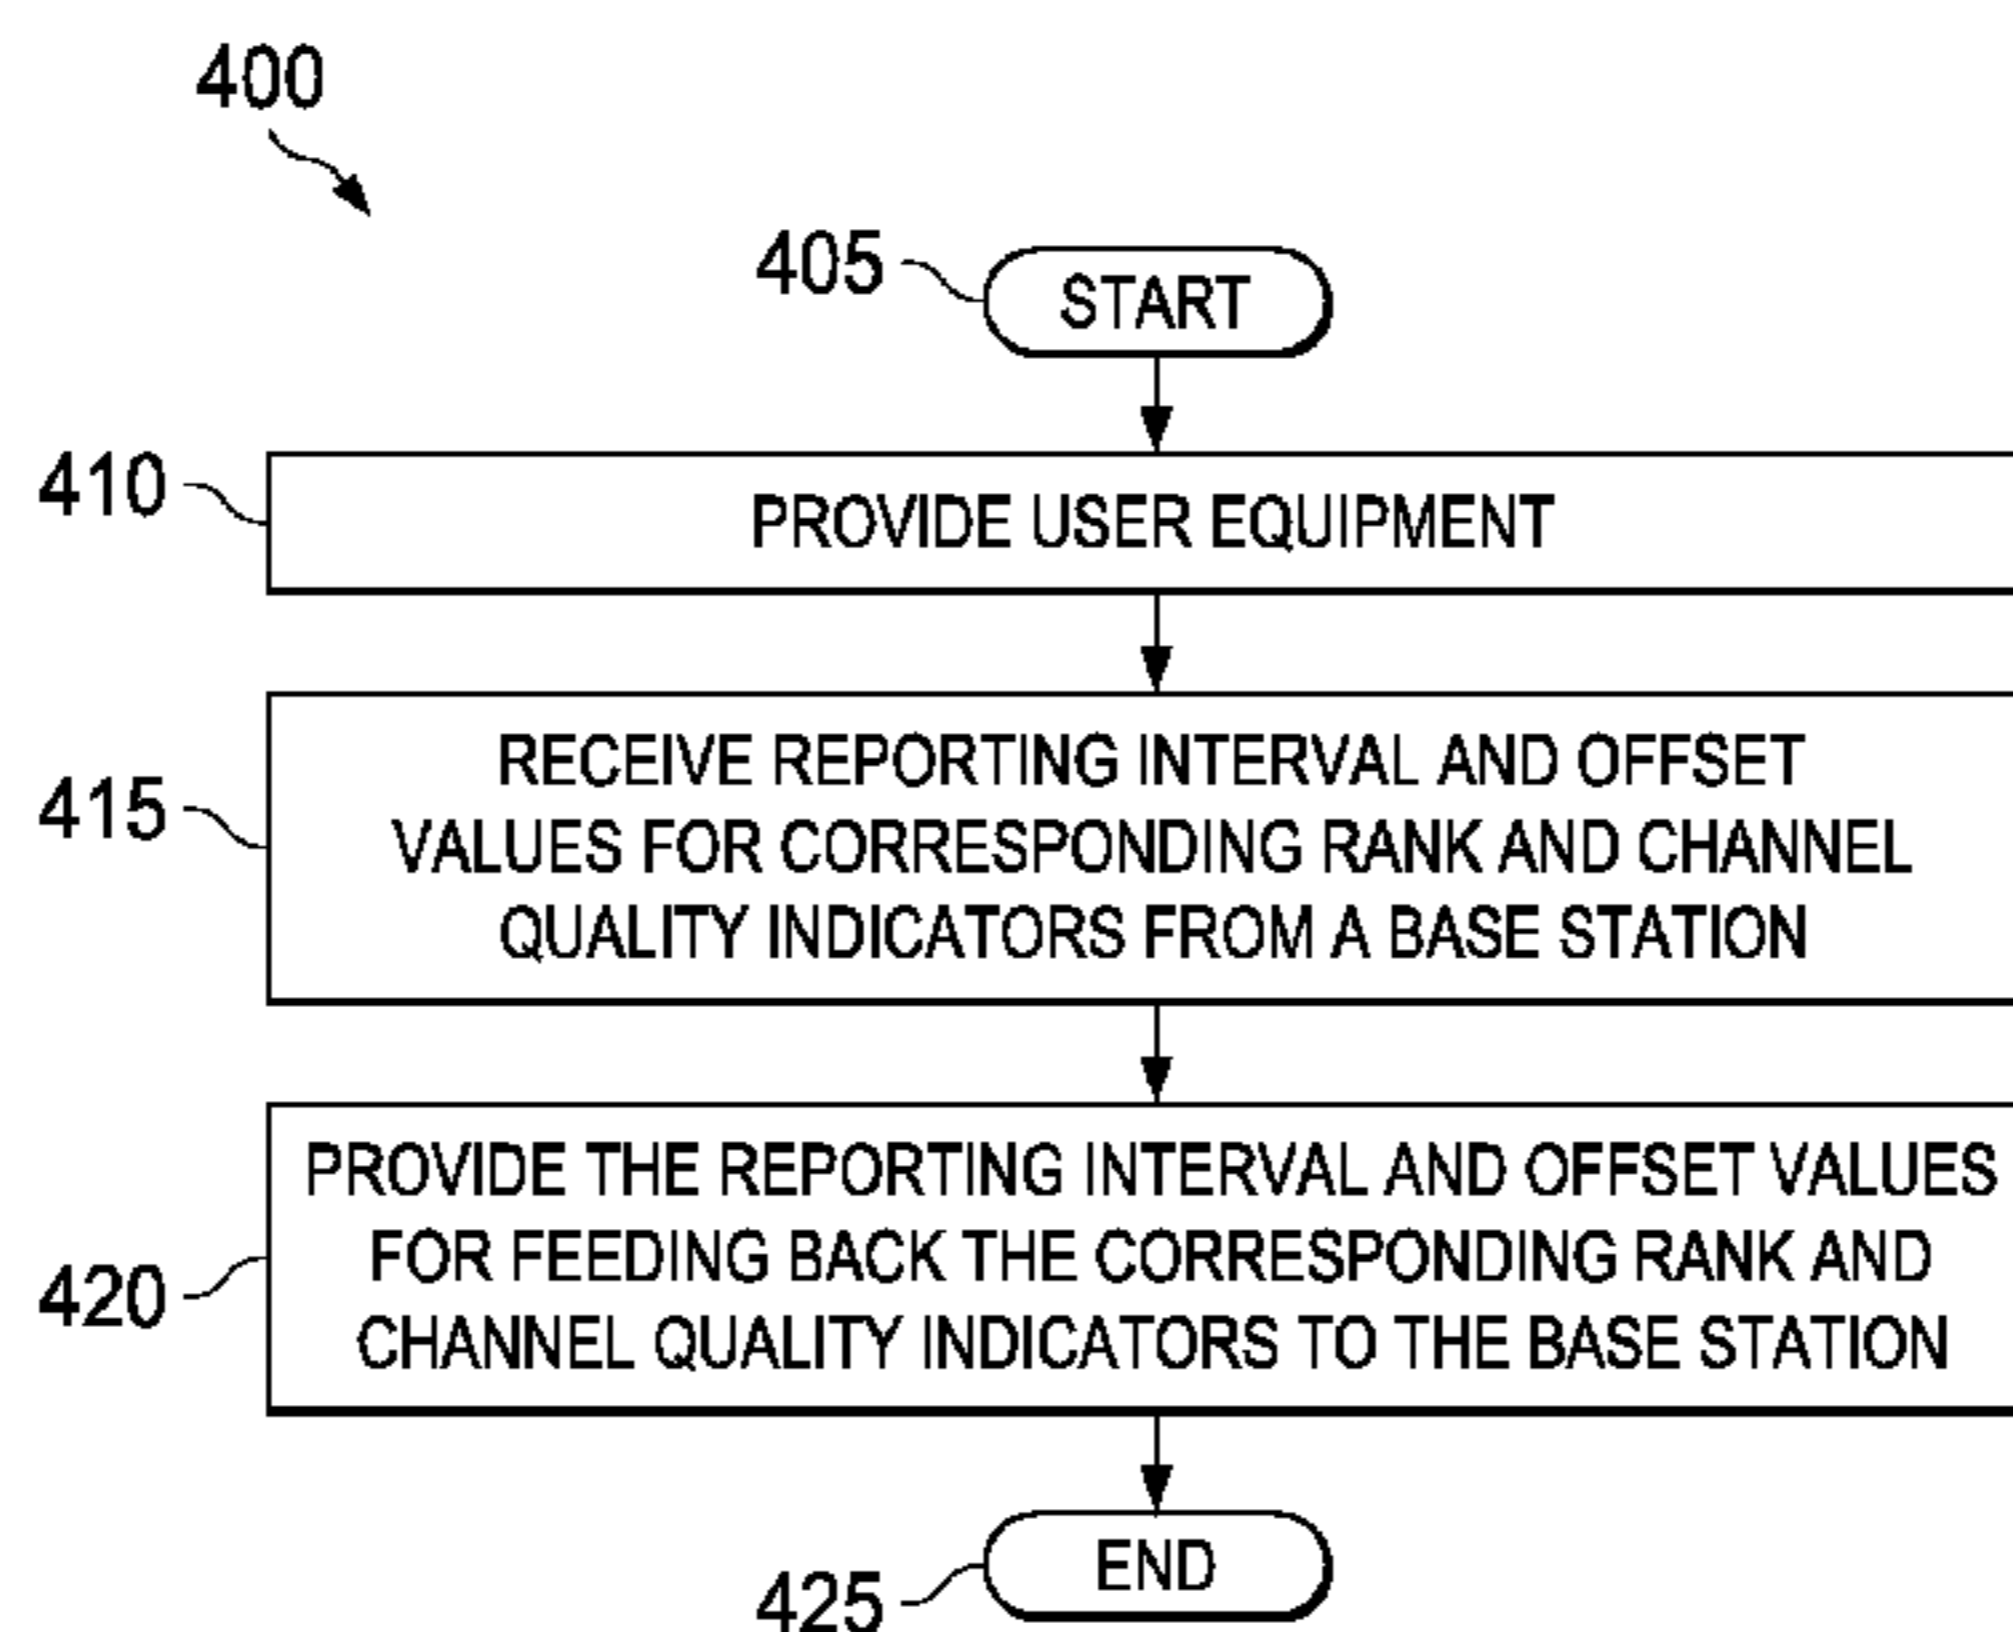 400
405
START
410
PROVIDE USER EQUIPMENT
415
RECEIVE REPORTING INTERVAL AND OFFSET
VALUES FOR CORRESPONDING RANK AND CHANNEL
QUALITY INDICATORS FROM A BASE STATION
420
PROVIDE THE REPORTING INTERVAL AND OFFSET VALUES
FOR FEEDING BACK THE CORRESPONDING RANK AND
CHANNEL QUALITY INDICATORS TO THE BASE STATION
425
END